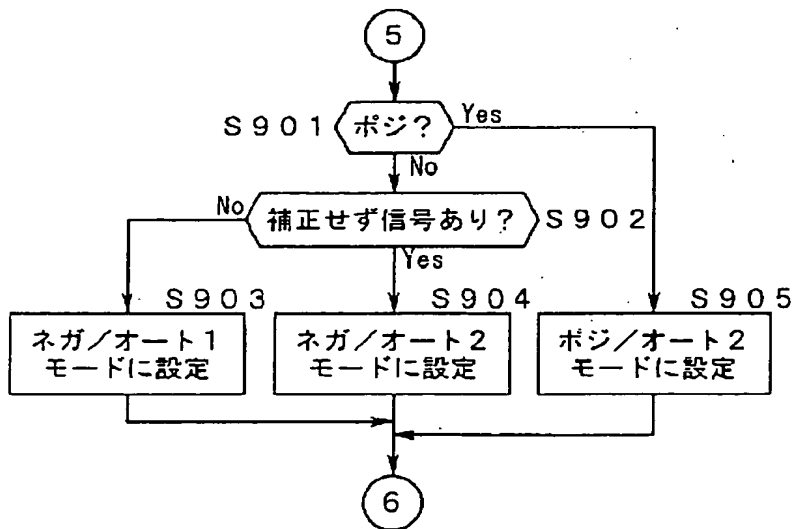 5
S901
ポジ?
Yes
No
No
補正せず信号あり?
S902
Yes
S903
S904
S905
ネガ/オート1
モードに設定
ネガ/オート2
モードに設定
ポジ/オート2
モードに設定
6